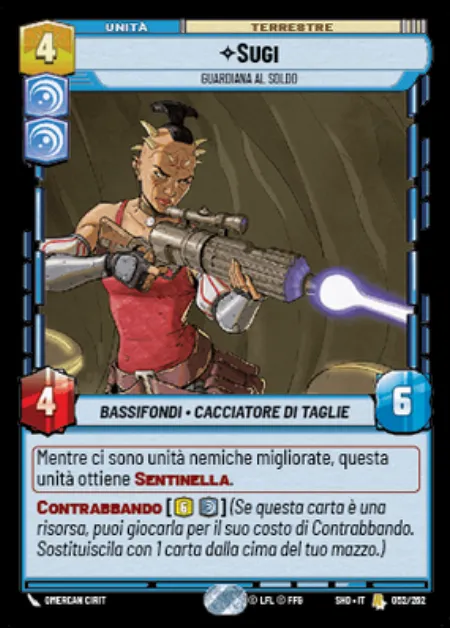 UNITÀ
TERRESTRE
4
SUGI
GUARDIANA AL SOLDO
4
BASSIFONDI • CACCIATORE DI TAGLIE
6
Mentre ci sono unità nemiche migliorate, questa
unità ottiene SENTINELLA.
CONTRABBANDO [6] (Se questa carta è una
risorsa, puoi giocarla per il suo costo di Contrabbando.
Sostituiscila con 1 carta dalla cima del tuo mazzo.)
OMERCAN CIRIT
© LFL © FFG
SHD • IT
052/262